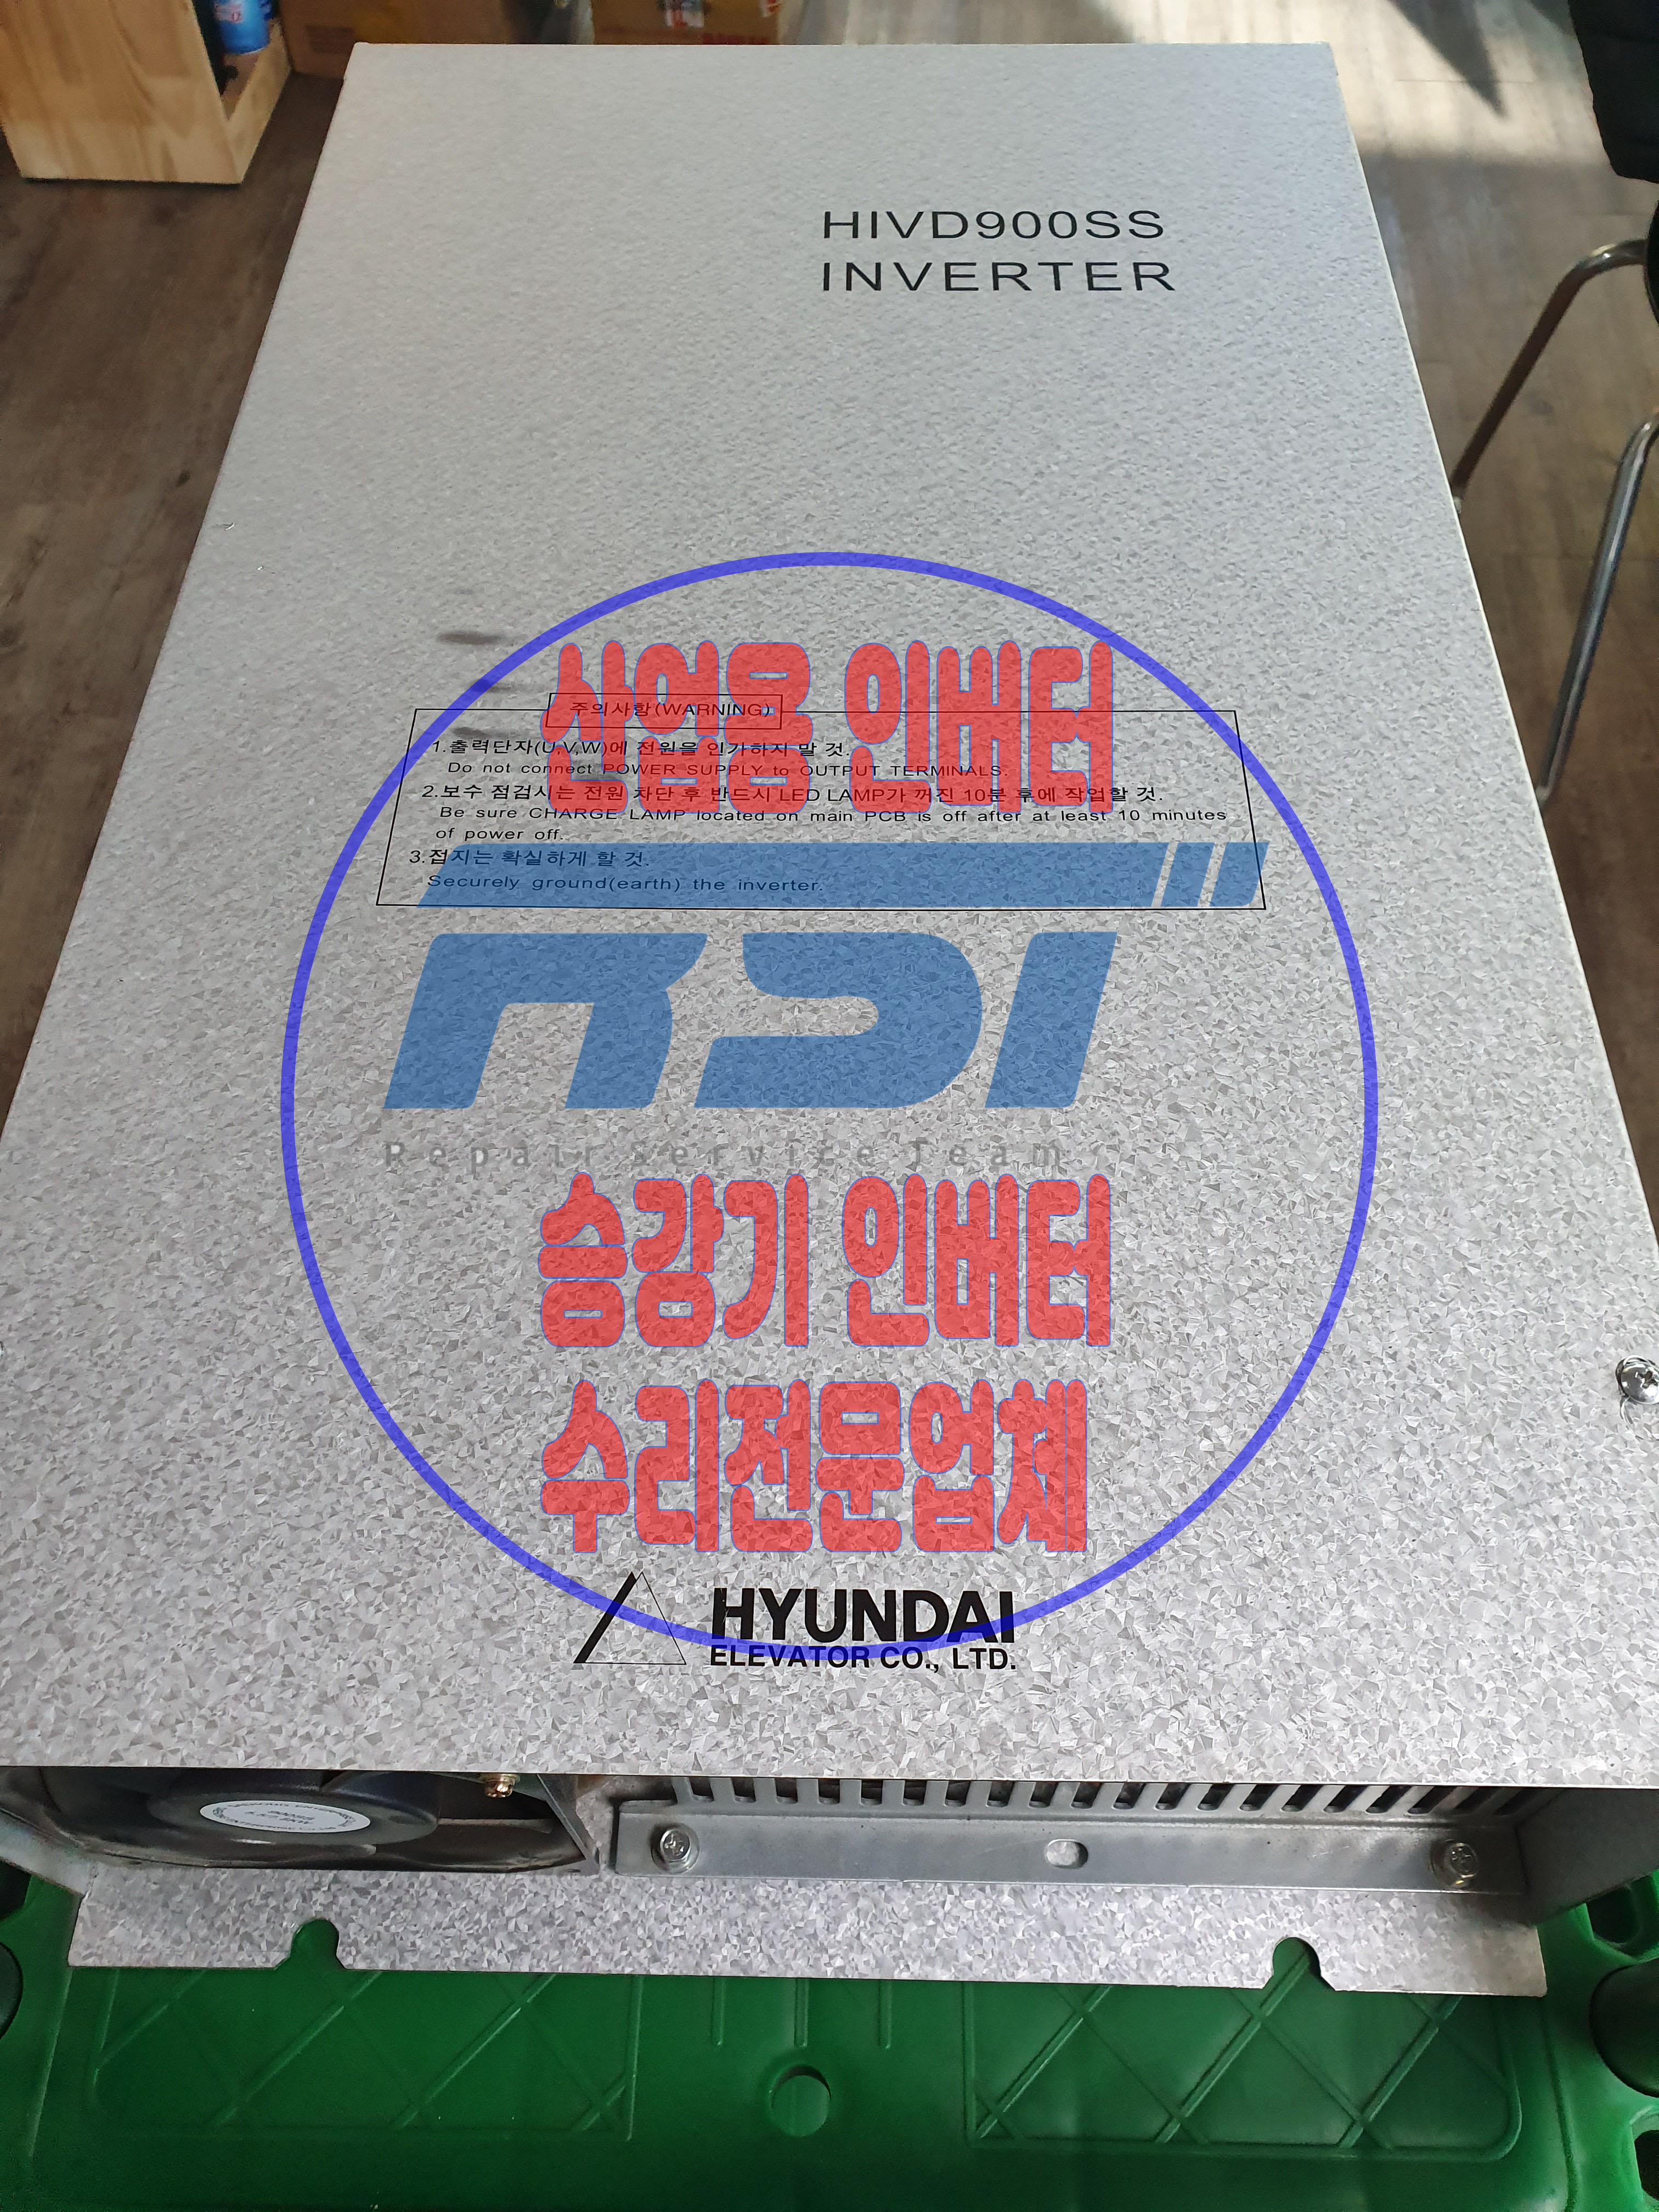 HIVD900SS
INVERTER
산업용 인버터
주의사항(WARNING)
1.출력단자(U,V,W)에 전원을 인가하지 말 것.
Do not connect POWER SUPPLY to OUTPUT TERMINALS.
2.보수 점검시는 전원 차단 후 반드시 LED LAMP가 꺼진 10분 후에 작업할 것.
Be sure CHARGE LAMP located on main PCB is off after at least 10 minutes
of power off.
3.접지는 확실하게 할 것.
Securely ground(earth) the inverter.
RST
Repair Service Team
승강기 인버터
수리전문업체
HYUNDAI
ELEVATOR CO., LTD.